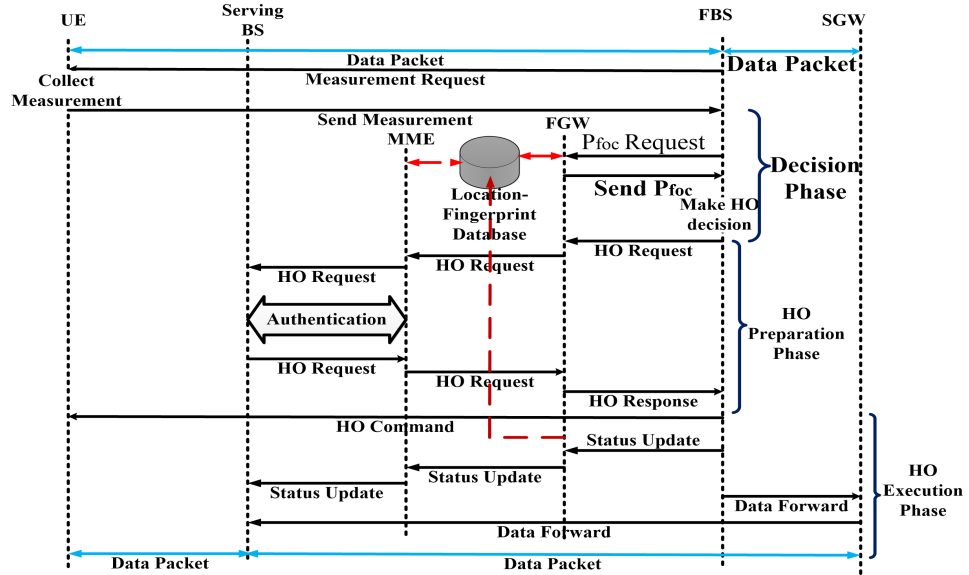 UE
Serving
BS
FBS
SGW
Data Packet
Data Packet
Measurement Request
Collect
Measurement
Send Measurement
MME
FGW
Pfoc Request
Send Pfoc
Decision
Phase
Location-
Fingerprint
Database
Make HO
decision
HO Request
HO Request
HO Request
Authentication
HO
Preparation
Phase
HO Request
HO Request
HO Response
HO Command
Status Update
Status Update
Status Update
HO
Execution
Phase
Data Forward
Data Forward
Data Packet
Data Packet